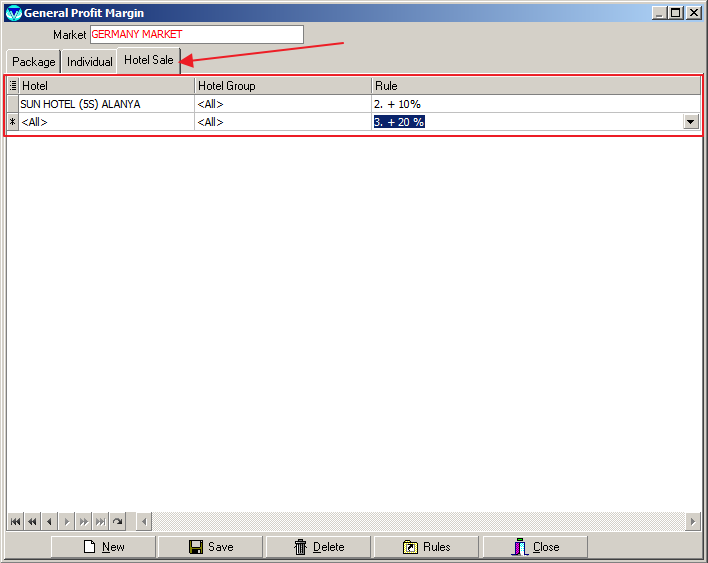 General Profit Margin
Market GERMANY MARKET
Package Individual Hotel Sale
Hotel Hotel Group Rule
SUN HOTEL (5S) ALANYA <All> 2. + 10%
* <All> <All> 3. + 20 %
New Save Delete Rules Close